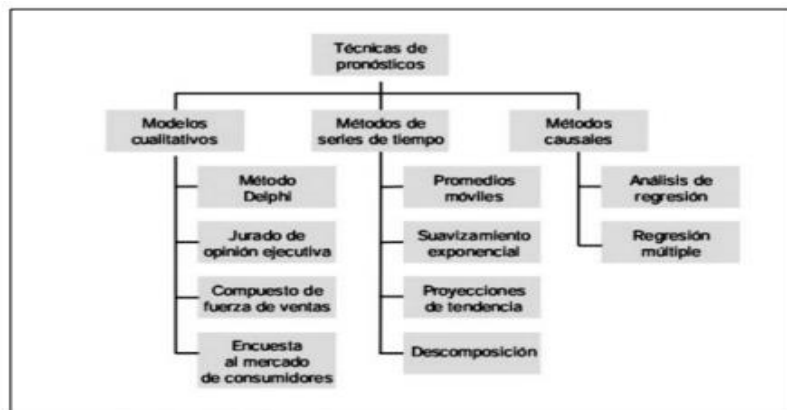 Técnicas de
pronósticos
Modelos
cualitativos
Método
Delphi
Jurado de
opinión ejecutiva
Compuesto de
fuerza de ventas
Encuesta
al mercado
de consumidores
Métodos de
series de tiempo
Promedios
móviles
Suavizamiento
exponencial
Proyecciones
de tendencia
Descomposición
Métodos
causales
Análisis de
regresión
Regresión
múltiple